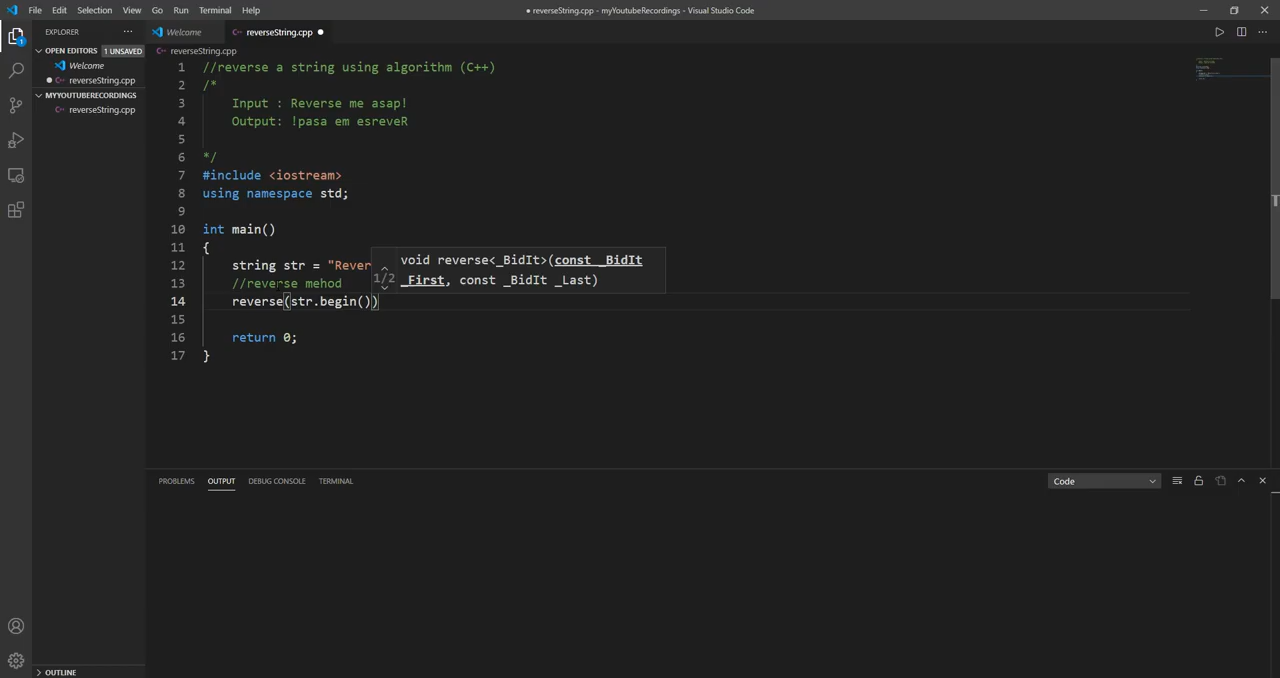 File Edit Selection View Go Run Terminal Help
● reverseString.cpp - myYoutubeRecordings - Visual Studio Code
EXPLORER
Welcome
reverseString.cpp
OPEN EDITORS 1 UNSAVED
Welcome
reverseString.cpp
MYYOUTUBERECORDINGS
reverseString.cpp
reverseString.cpp
1 //reverse a string using algorithm (C++)
2 /*
3 Input : Reverse me asap!
4 Output: !pasa em esreveR
5
6 */
7 #include <iostream>
8 using namespace std;
9
10 int main()
11 {
12 string str = "Rever
13 //reverse mehod
14 reverse(str.begin())
15
16 return 0;
17 }
1/2
void reverse<_BidIt>(const _BidIt
_First, const _BidIt _Last)
PROBLEMS OUTPUT DEBUG CONSOLE TERMINAL
Code
OUTLINE
1